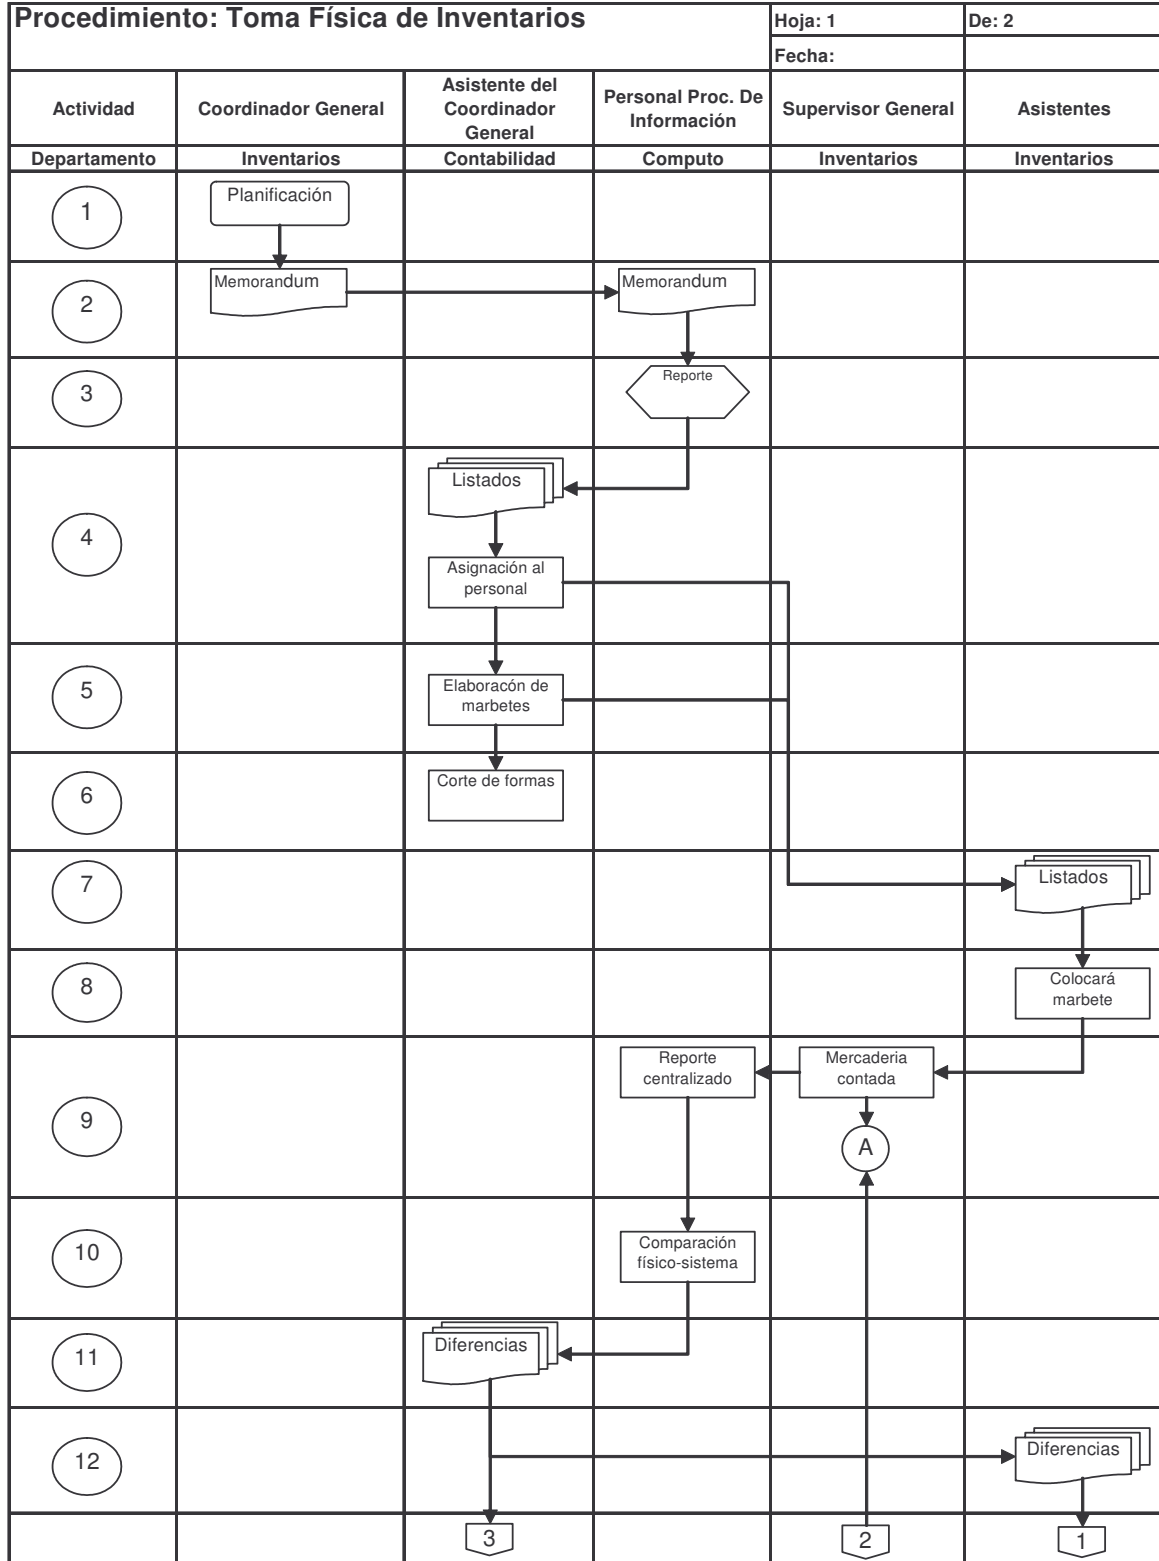 Procedimiento: Toma Física de Inventarios
Hoja: 1
De: 2
Fecha:
Actividad
Coordinador General
Asistente del
Coordinador
General
Personal Proc. De
Información
Supervisor General
Asistentes
Departamento
Inventarios
Contabilidad
Computo
Inventarios
Inventarios
1
Planificación
2
Memorandum
Memorandum
3
Reporte
4
Listados
Asignación al
personal
5
Elaboracón de
marbetes
6
Corte de formas
7
Listados
8
Colocará
marbete
9
Reporte
centralizado
Mercaderia
contada
A
10
Comparación
físico-sistema
11
Diferencias
12
Diferencias
3
2
1